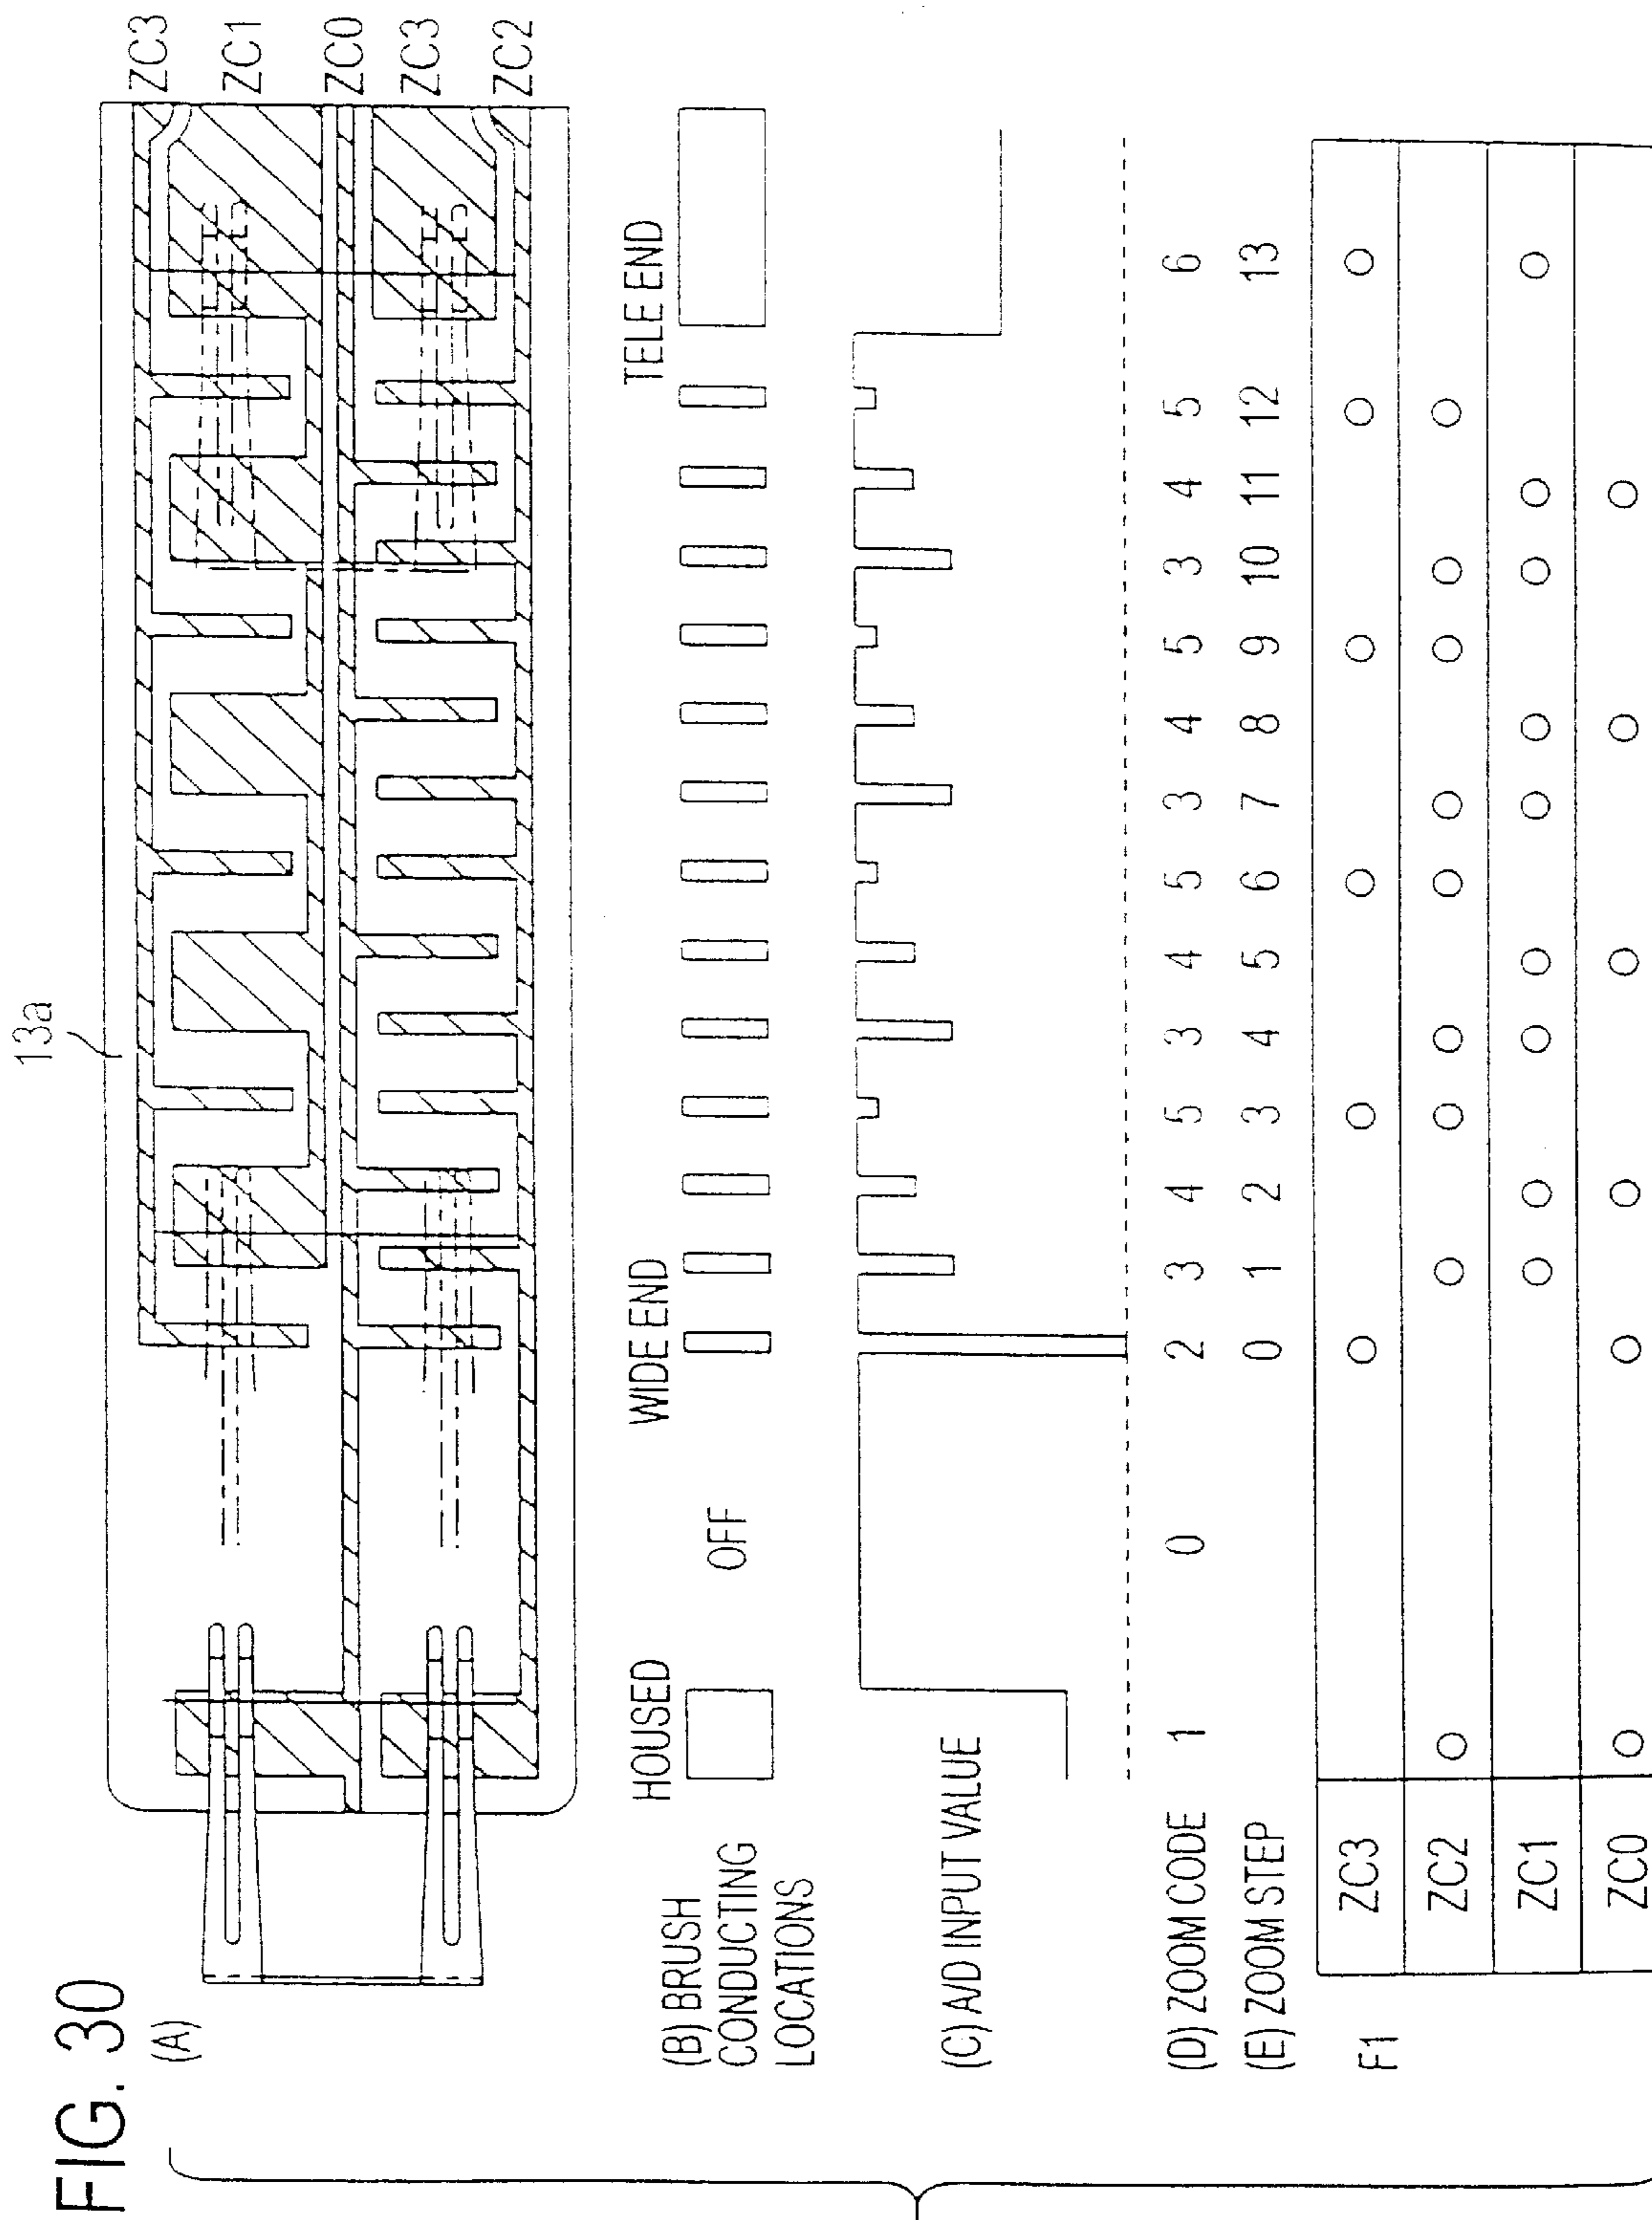 FIG. 30
13a
(A)
ZC3
ZC1
ZC0
ZC3
ZC2
HOUSED
WIDE END
TELE END
(B) BRUSH
CONDUCTING
LOCATIONS
OFF
(C) A/D INPUT VALUE
(D) ZOOM CODE 1 0 2 3 4 5 3 4 5 3 4 5 3 4 5 6
(E) ZOOM STEP 0 1 2 3 4 5 6 7 8 9 10 11 12 13
F1
ZC3
ZC2
ZC1
ZC0